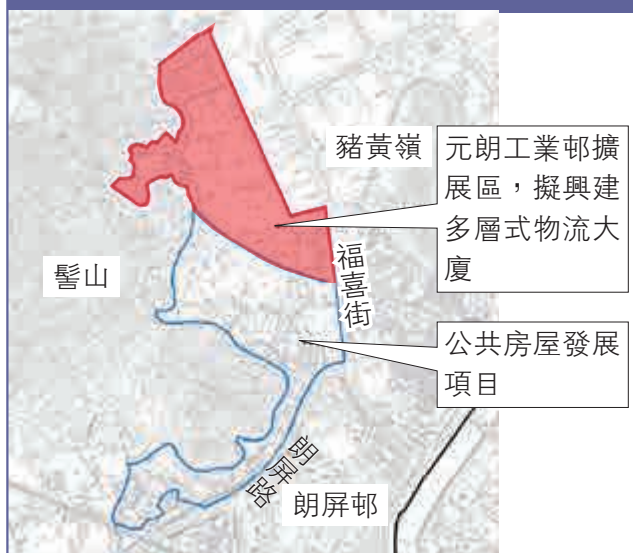 豬黃嶺
元朗工業邨擴
展區，擬興建
多層式物流大
廈
髻山
福喜街
公共房屋發展
項目
朗屏路
朗屏邨